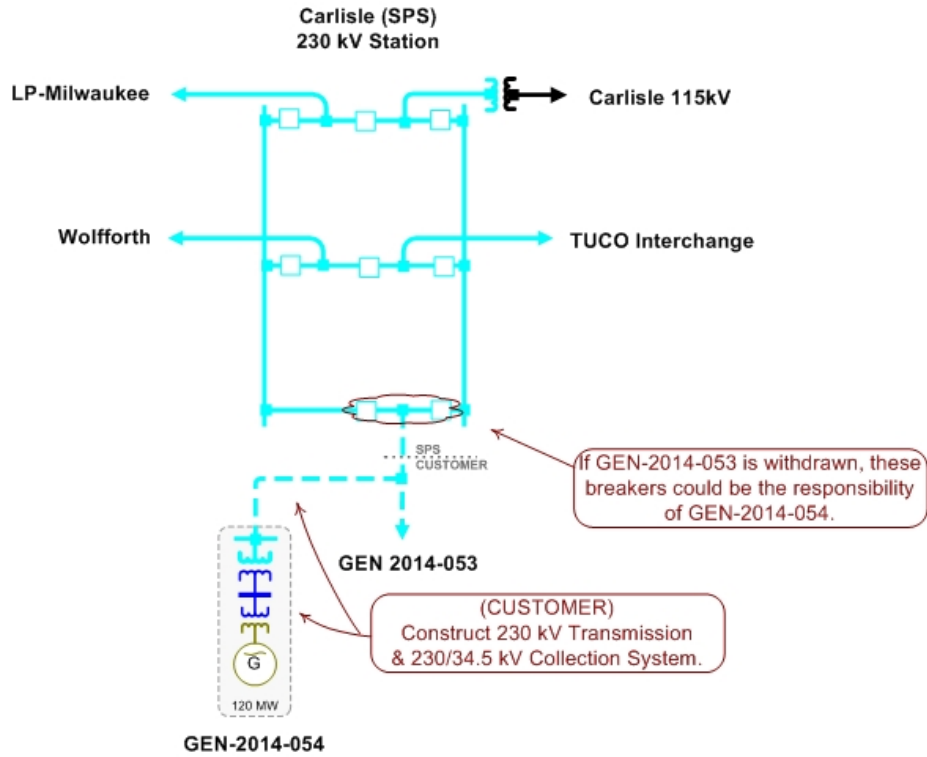 Carlisle (SPS)
230 kV Station
LP-Milwaukee
Carlisle 115kV
Wolfforth
TUCO Interchange
SPS
CUSTOMER
If GEN-2014-053 is withdrawn, these
breakers could be the responsibility
of GEN-2014-054.
GEN 2014-053
(CUSTOMER)
Construct 230 kV Transmission
& 230/34.5 kV Collection System.
G
120 MW
GEN-2014-054